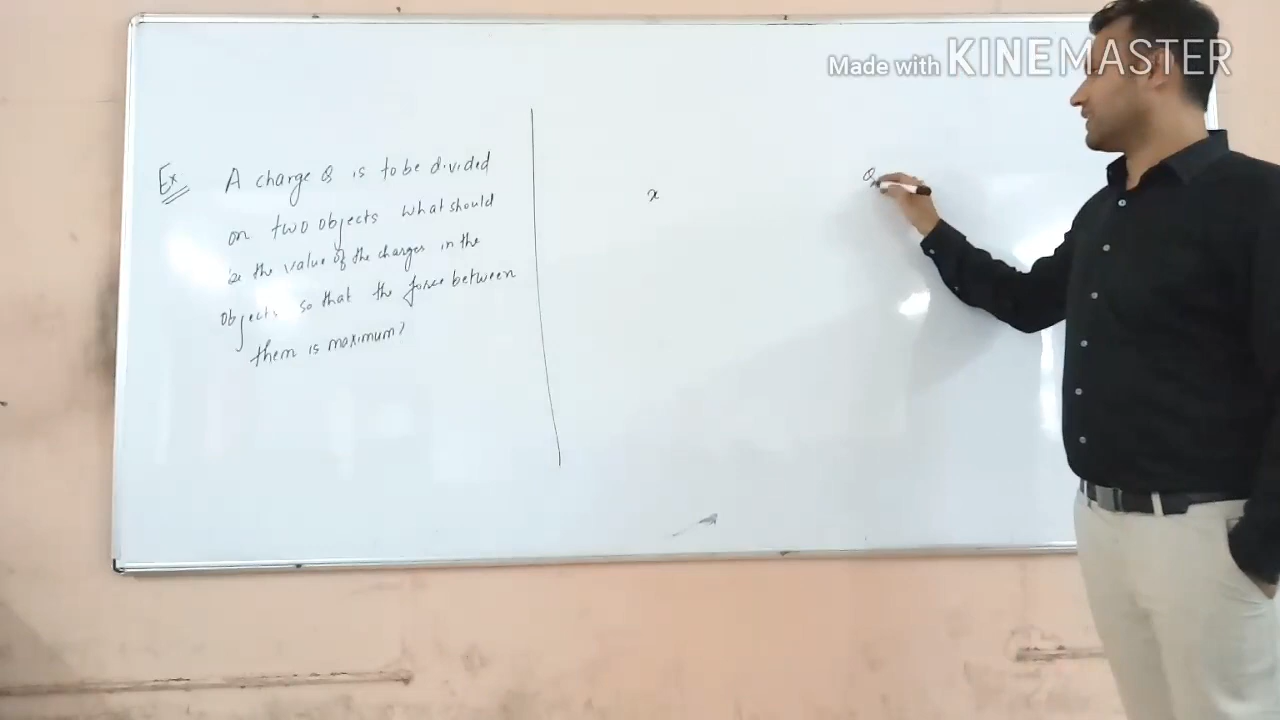 Made with KINEMASTER
Ex A charge Q is to be divided
on two objects what should
be the value of the charges in the
objects so that the force between
them is maximum?
x
Q